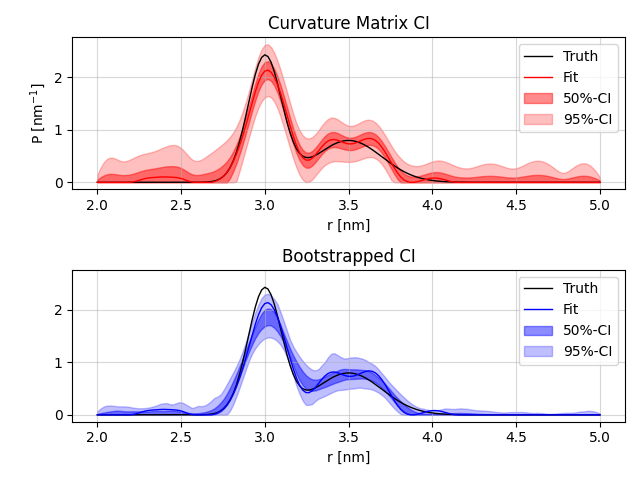 Curvature Matrix CI
P [nm⁻¹]
2
1
0
Truth
Fit
50%-CI
95%-CI
2.0 2.5 3.0 3.5 4.0 4.5 5.0
r [nm]
Bootstrapped CI
2
1
0
Truth
Fit
50%-CI
95%-CI
2.0 2.5 3.0 3.5 4.0 4.5 5.0
r [nm]